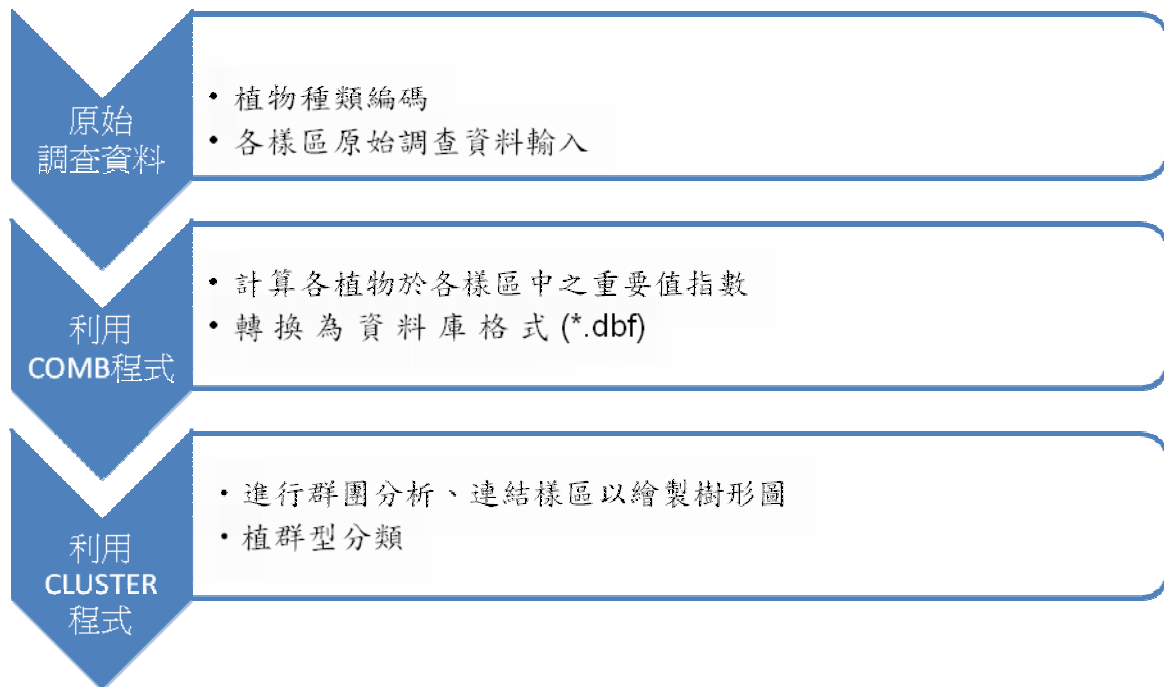 原始
調查資料
• 植物種類編碼
• 各樣區原始調查資料輸入
利用
COMB程式
• 計算各植物於各樣區中之重要值指數
• 轉換為資料庫格式(*.dbf)
利用
CLUSTER
程式
• 進行群團分析、連結樣區以繪製樹形圖
• 植群型分類